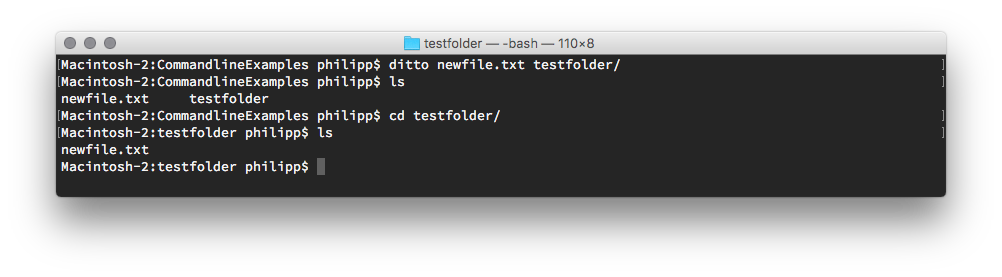 testfolder — -bash — 110×8
[Macintosh-2:CommandlineExamples philipp$ ditto newfile.txt testfolder/ ]
[Macintosh-2:CommandlineExamples philipp$ ls ]
newfile.txt     testfolder
[Macintosh-2:CommandlineExamples philipp$ cd testfolder/ ]
[Macintosh-2:testfolder philipp$ ls ]
newfile.txt
Macintosh-2:testfolder philipp$